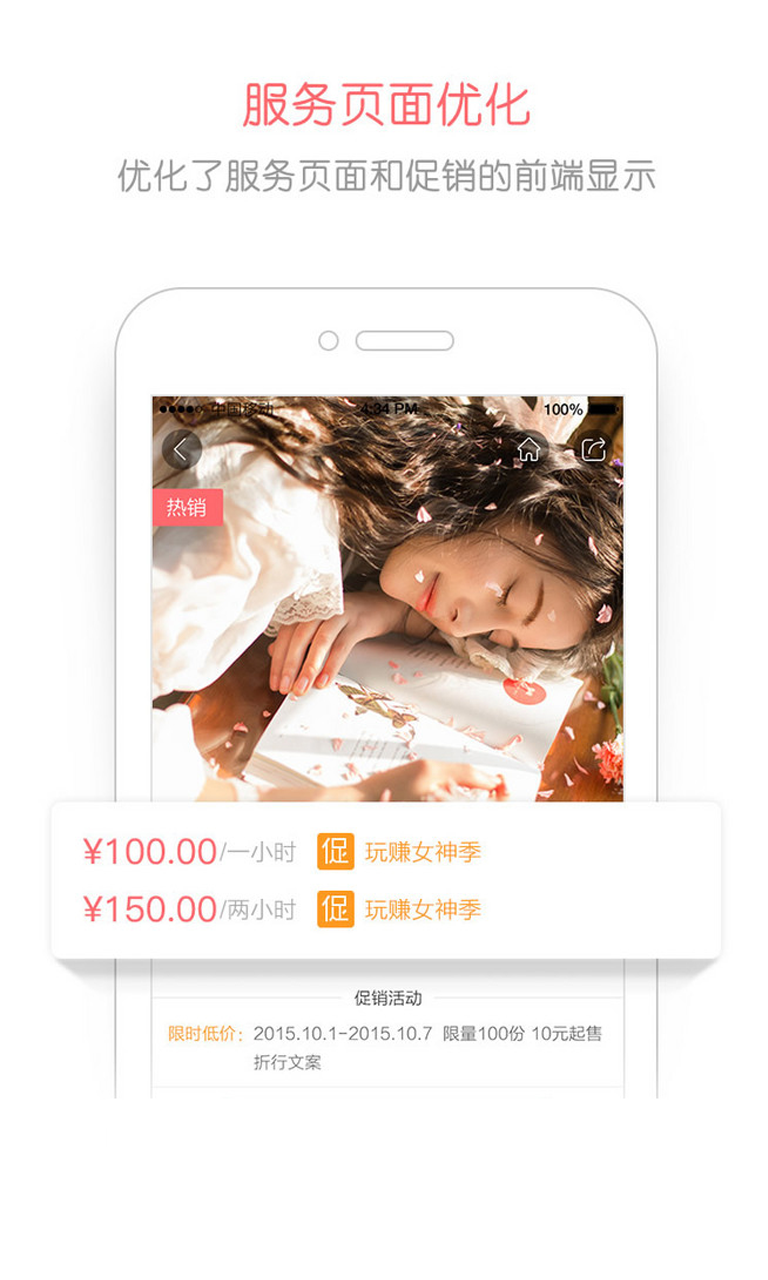 服务页面优化
优化了服务页面和促销的前端显示
中国移动 4:34 PM 100%
热销
¥100.00/一小时 促 玩赚女神季
¥150.00/两小时 促 玩赚女神季
促销活动
限时低价： 2015.10.1-2015.10.7 限量100份 10元起售
折行文案